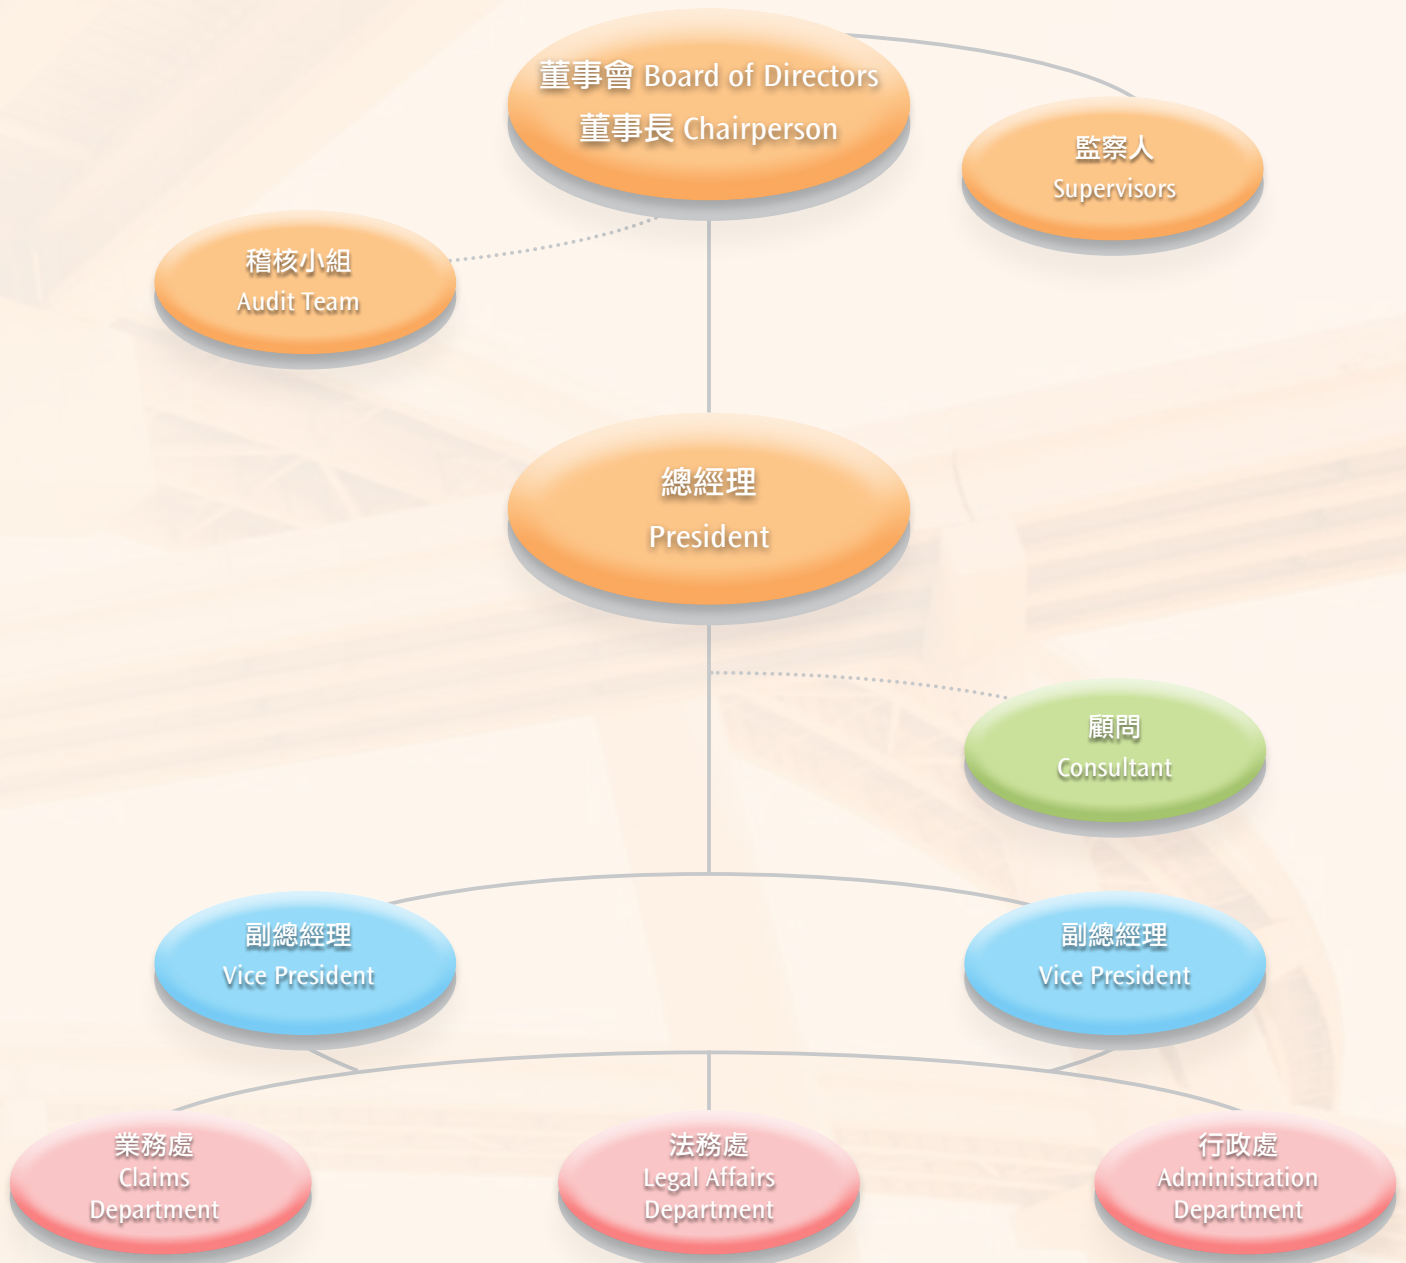 董事會 Board of Directors
董事長 Chairperson
監察人
Supervisors
稽核小組
Audit Team
總經理
President
顧問
Consultant
副總經理
Vice President
副總經理
Vice President
業務處
Claims
Department
法務處
Legal Affairs
Department
行政處
Administration
Department